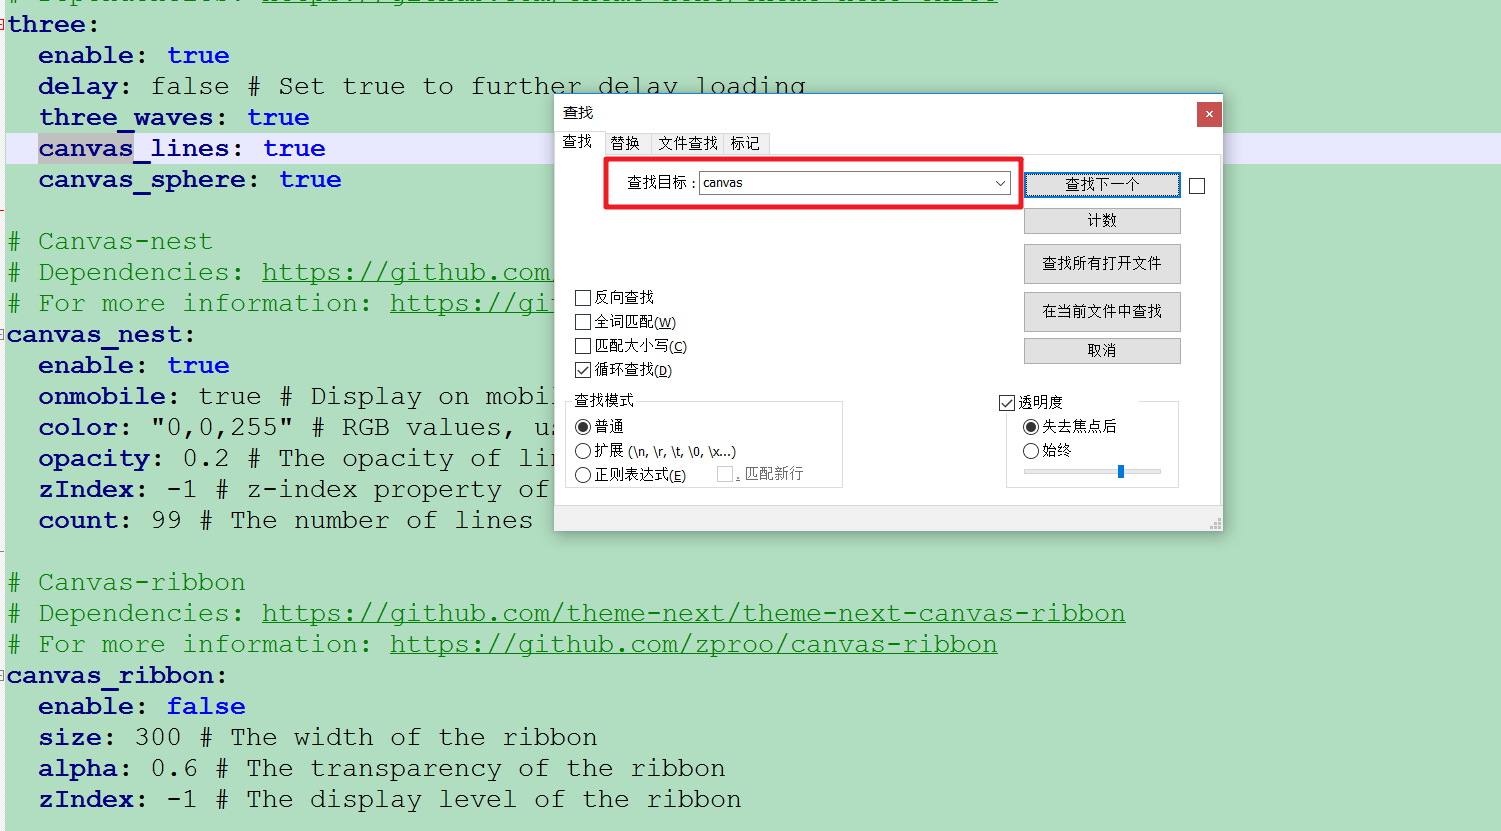 three:
enable: true
delay: false # Set true to further delay loading
three_waves: true
canvas_lines: true
canvas_sphere: true
# Canvas-nest
# Dependencies: https://github.com/
# For more information: https://gi
canvas_nest:
enable: true
onmobile: true # Display on mobil
color: "0,0,255" # RGB values, us
opacity: 0.2 # The opacity of lin
zIndex: -1 # z-index property of
count: 99 # The number of lines
# Canvas-ribbon
# Dependencies: https://github.com/theme-next/theme-next-canvas-ribbon
# For more information: https://github.com/zproo/canvas-ribbon
canvas_ribbon:
enable: false
size: 300 # The width of the ribbon
alpha: 0.6 # The transparency of the ribbon
zIndex: -1 # The display level of the ribbon
查找
查找 替换 文件查找 标记
查找目标: canvas
查找下一个
计数
查找所有打开文件
在当前文件中查找
取消
反向查找
全词匹配(W)
匹配大小写(C)
循环查找(D)
查找模式
普通
扩展 (\n, \r, \t, \0, \x...)
正则表达式(E) . 匹配新行
透明度
失去焦点后
始终